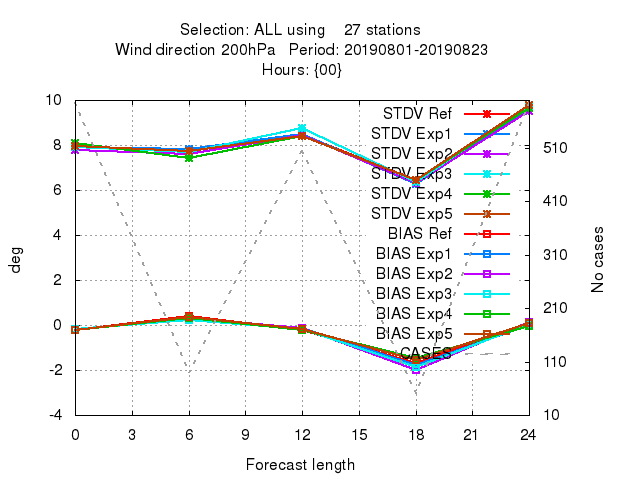 Selection: ALL using 27 stations
Wind direction 200hPa Period: 20190801-20190823
Hours: {00}
10
8
6
4
2
0
-2
-4
deg
STDV Ref
STDV Exp1
STDV Exp2
STDV Exp3
STDV Exp4
STDV Exp5
BIAS Ref
BIAS Exp1
BIAS Exp2
BIAS Exp3
BIAS Exp4
BIAS Exp5
CASES
510
410
310
210
110
10
No cases
0 3 6 9 12 15 18 21 24
Forecast length